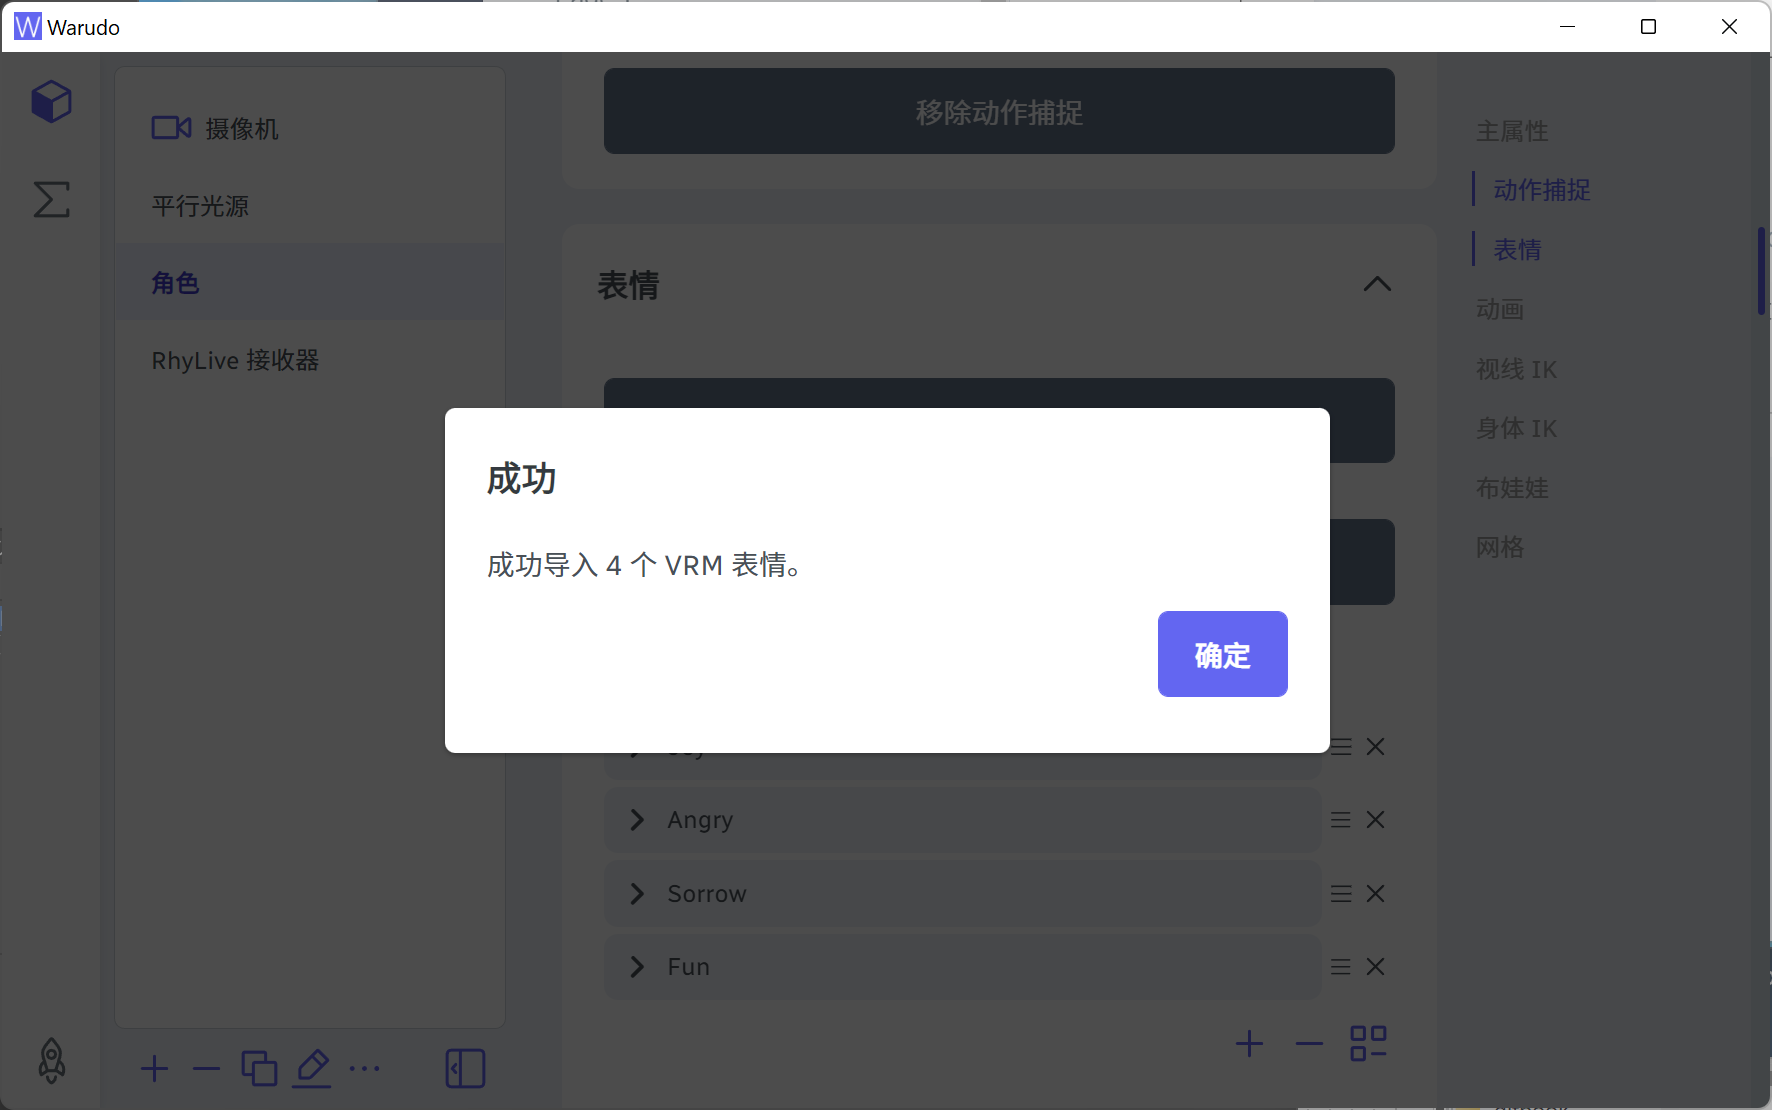 Warudo
摄像机
平行光源
角色
RhyLive 接收器
移除动作捕捉
表情
成功
成功导入 4 个 VRM 表情。
确定
Angry
Sorrow
Fun
主属性
动作捕捉
表情
动画
视线 IK
身体 IK
布娃娃
网格